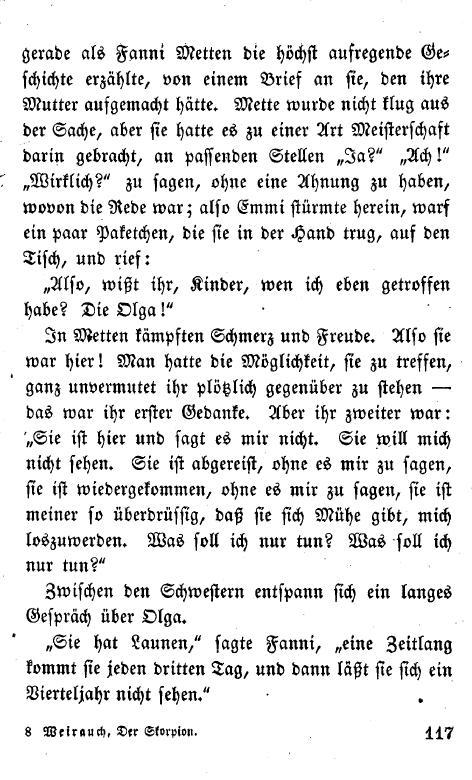 gerade als Fanni Metten die höchst aufregende Ge-
schichte erzählte, von einem Brief an sie, den ihre
Mutter aufgemacht hätte. Mette wurde nicht klug aus
der Sache, aber sie hatte es zu einer Art Meisterschaft
darin gebracht, an passenden Stellen „Ja?“ „Ach!“
„Wirklich?“ zu sagen, ohne eine Ahnung zu haben,
wovon die Rede war; also Emmi stürmte herein, warf
ein paar Paketchen, die sie in der Hand trug, auf den
Tisch, und rief:
„Also, wißt ihr, Kinder, wen ich eben getroffen
habe? Die Olga!“
In Metten kämpften Schmerz und Freude. Also sie
war hier! Man hatte die Möglichkeit, sie zu treffen,
ganz unvermutet ihr plötzlich gegenüber zu stehen —
das war ihr erster Gedanke. Aber ihr zweiter war:
„Sie ist hier und sagt es mir nicht. Sie will mich
nicht sehen. Sie ist abgereist, ohne es mir zu sagen,
sie ist wiedergekommen, ohne es mir zu sagen, sie ist
meiner so überdrüssig, daß sie sich Mühe gibt, mich
loszuwerden. Was soll ich nur tun? Was soll ich
nur tun?“
Zwischen den Schwestern entspann sich ein langes
Gespräch über Olga.
„Sie hat Launen,“ sagte Fanni, „eine Zeitlang
kommt sie jeden dritten Tag, und dann läßt sie sich ein
Vierteljahr nicht sehen.“
8 Weirauch, Der Skorpion. 117